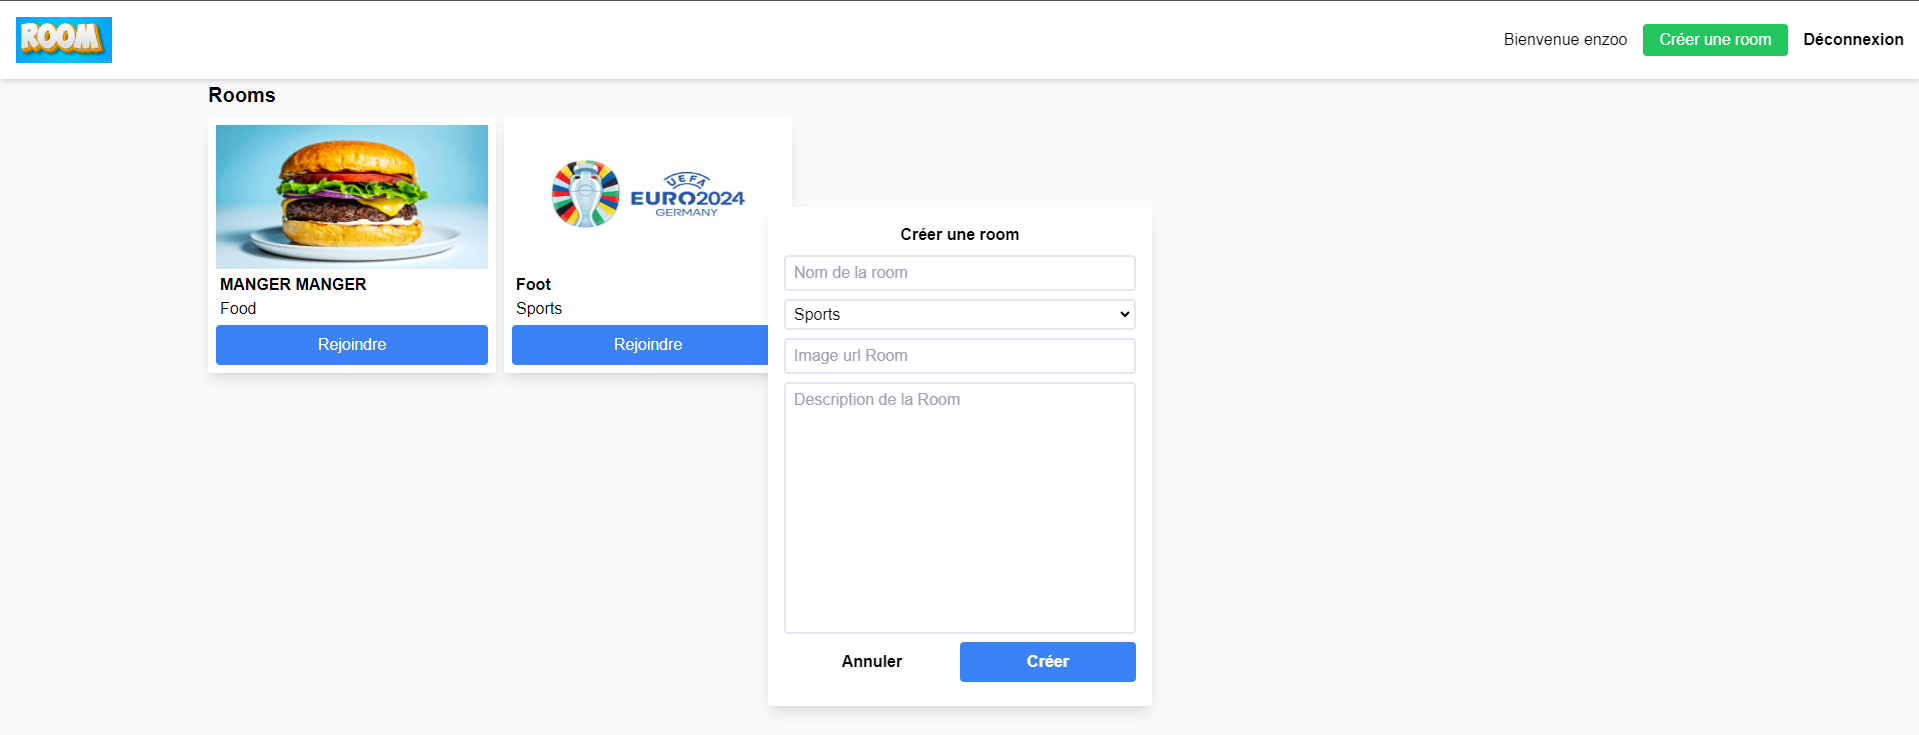 ROOM
Bienvenue enzoo
Créer une room
Déconnexion
Rooms
MANGER MANGER
Food
Rejoindre
UEFA
EURO2024
GERMANY
Foot
Sports
Rejoindre
Créer une room
Nom de la room
Sports
Image url Room
Description de la Room
Annuler
Créer